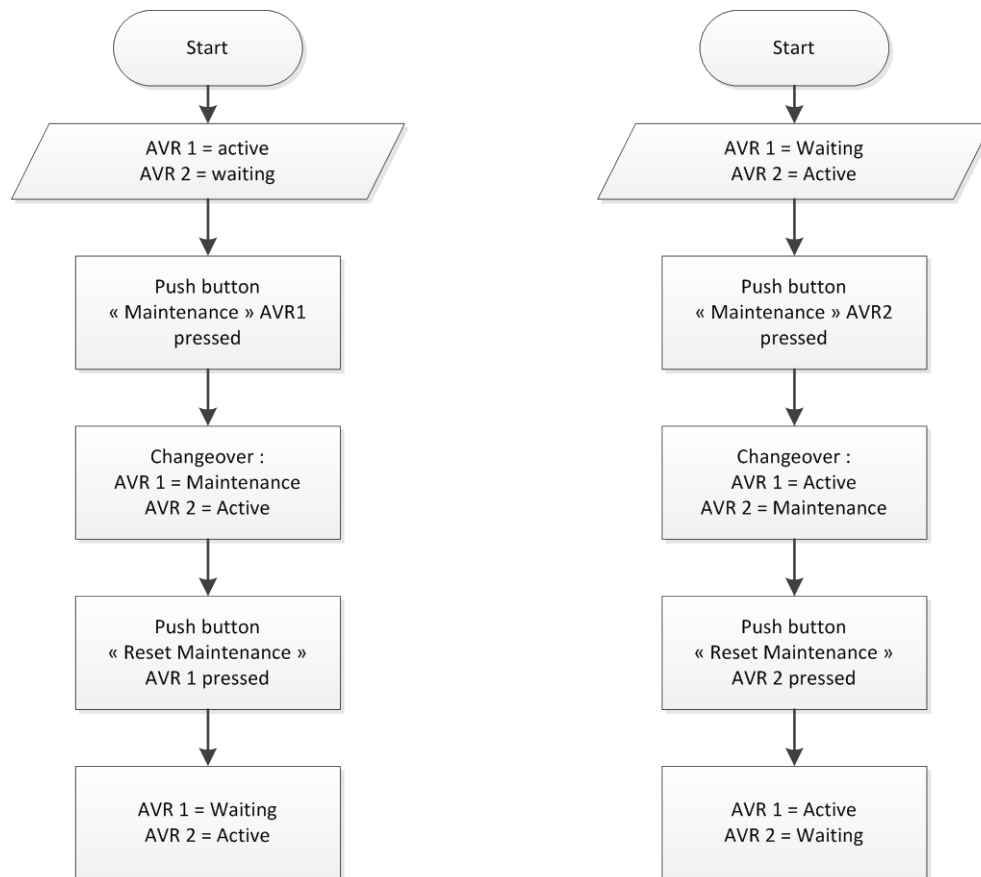 Start
AVR 1 = active
AVR 2 = waiting
Push button
« Maintenance » AVR1
pressed
Changeover :
AVR 1 = Maintenance
AVR 2 = Active
Push button
« Reset Maintenance »
AVR 1 pressed
AVR 1 = Waiting
AVR 2 = Active
Start
AVR 1 = Waiting
AVR 2 = Active
Push button
« Maintenance » AVR2
pressed
Changeover :
AVR 1 = Active
AVR 2 = Maintenance
Push button
« Reset Maintenance »
AVR 2 pressed
AVR 1 = Active
AVR 2 = Waiting